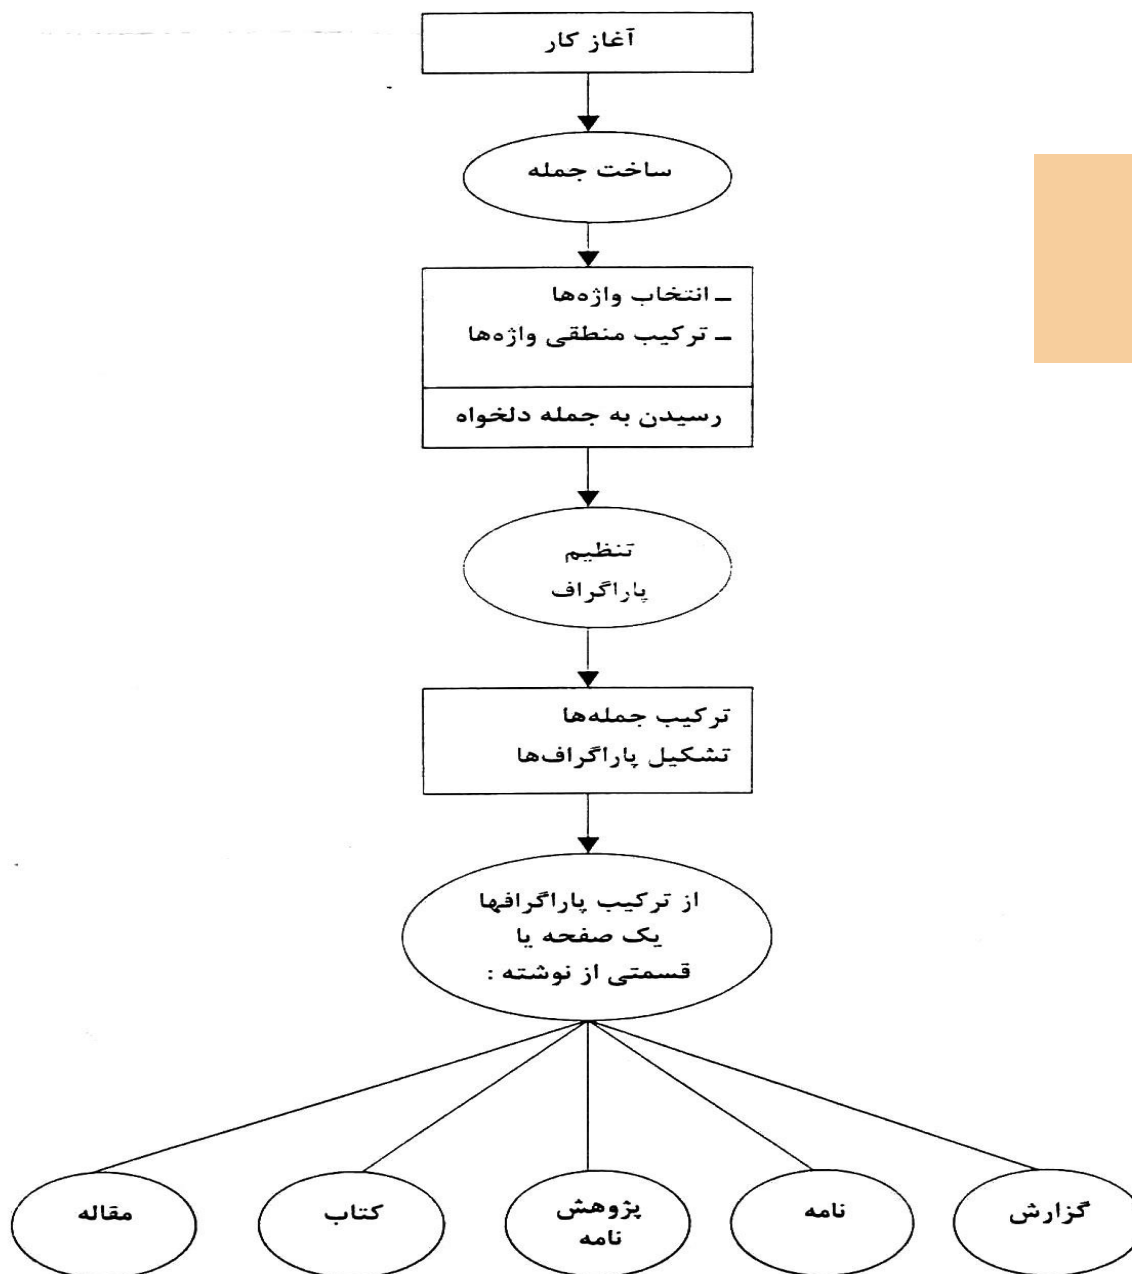 آغاز کار
ساخت جمله
ـ انتخاب واژه‌ها
ـ ترکیب منطقی واژه‌ها
رسیدن به جمله دلخواه
تنظیم
پاراگراف
ترکیب جمله‌ها
تشکیل پاراگراف‌ها
از ترکیب پاراگرافها
یک صفحه یا
قسمتی از نوشته :
گزارش
نامه
پژوهش
نامه
کتاب
مقاله